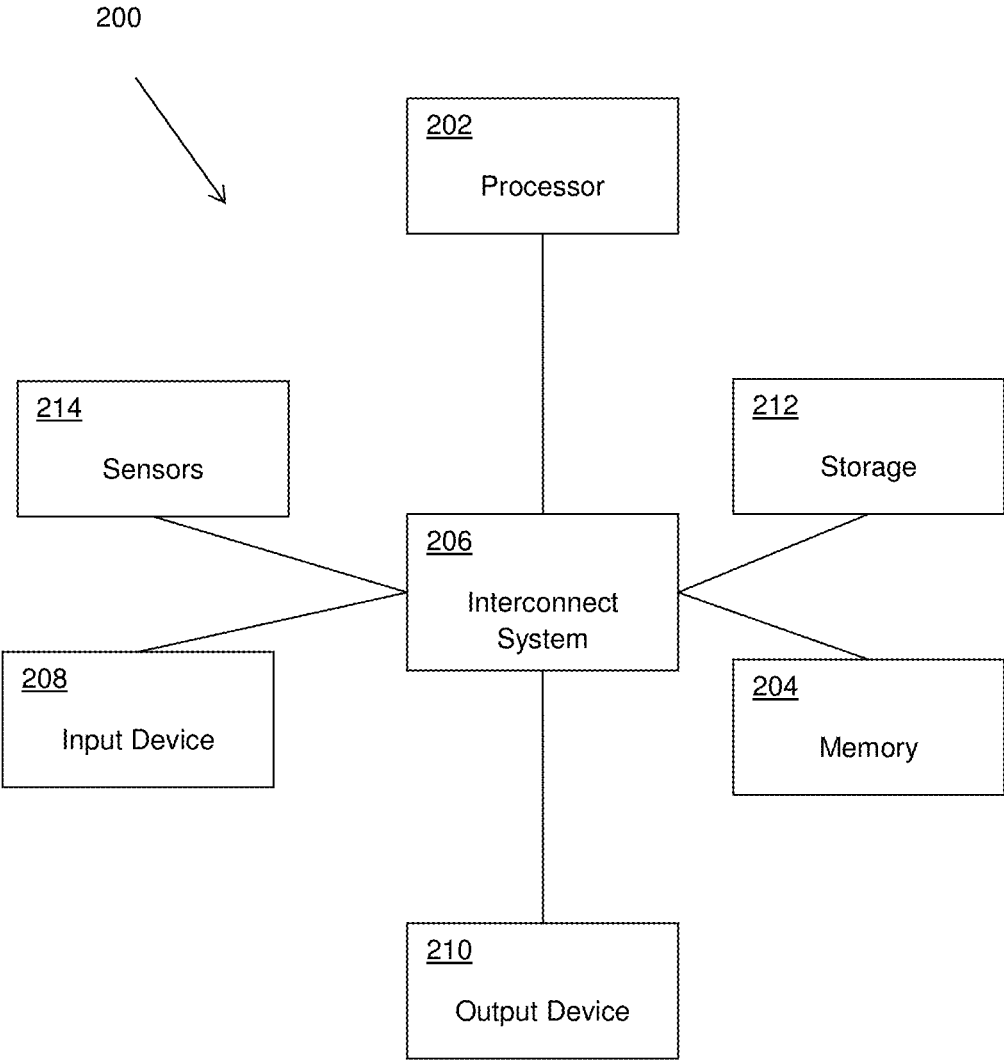 200
202
Processor
214
Sensors
212
Storage
206
Interconnect
System
208
Input Device
204
Memory
210
Output Device